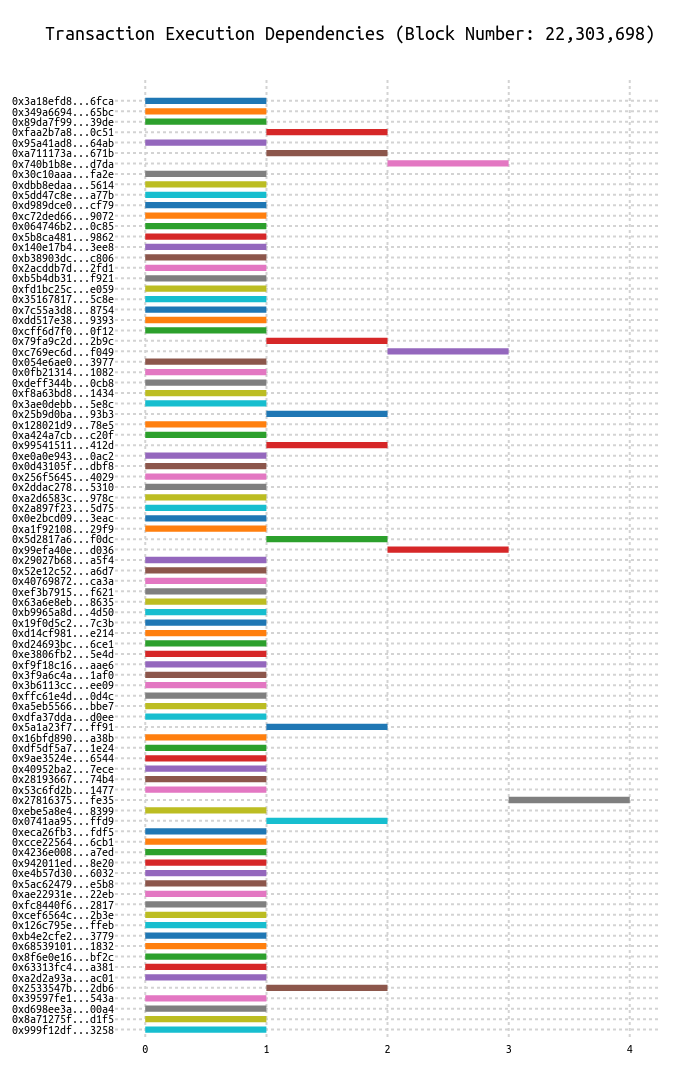 Transaction Execution Dependencies (Block Number: 22,303,698)
0x3a18efd8...6fca
0x349a6694...65bc
0x89da7f99...39de
0xfaa2b7a8...0c51
0x95a41ad8...64ab
0xa711173a...671b
0x740b1b8e...d7da
0x30c10aaa...fa2e
0xdbb8edaa...5614
0x5dd47c8e...a77b
0xd989dce0...cf79
0xc72ded66...9072
0x064746b2...0c85
0x5b8ca481...9862
0x140e17b4...3ee8
0xb38903dc...c806
0x2acddb7d...2fd1
0xb5b4db31...f921
0xfd1bc25c...e059
0x35167817...5c8e
0x7c55a3d8...8754
0xdd517e38...9393
0xcff6d7f0...0f12
0x79fa9c2d...2b9c
0xc769ec6d...f049
0x054e6ae0...3977
0x0fb21314...1082
0xdeff344b...0cb8
0xf8a63bd8...1434
0x3ae0debb...5e8c
0x25b9d0ba...93b3
0x128021d9...78e5
0xa424a7cb...c20f
0x99541511...412d
0xe0a0e943...0ac2
0x0d43105f...dbf8
0x256f5645...4029
0x2ddac278...5310
0xa2d6583c...978c
0x2a897f23...5d75
0x0e2bcd09...3eac
0xa1f92108...29f9
0x5d2817a6...f0dc
0x99efa40e...d036
0x29027b68...a5f4
0x52e12c52...a6d7
0x40769872...ca3a
0xef3b7915...f621
0x63a6e8eb...8635
0xb9965a8d...4d50
0x19f0d5c2...7c3b
0xd14cf981...e214
0xd24693bc...6ce1
0xe3806fb2...5e4d
0xf9f18c16...aae6
0x3f9a6c4a...1af0
0x3b6113cc...ee09
0xffc61e4d...0d4c
0xa5eb5566...bbe7
0xdfa37dda...d0ee
0x5a1a23f7...ff91
0x16bfd890...a38b
0xdf5df5a7...1e24
0x9ae3524e...6544
0x40952ba2...7ece
0x28193667...74b4
0x53c6fd2b...1477
0x27816375...fe35
0xebe5a8e4...8399
0x0741aa95...ffd9
0xeca26fb3...fdf5
0xcce22564...6cb1
0x4236e008...a7ed
0x942011ed...8e20
0xe4b57d30...6032
0x5ac62479...e5b8
0xae22931e...22eb
0xfc8440f6...2817
0xcef6564c...2b3e
0x126c795e...ffeb
0xb4e2cfe2...3779
0x68539101...1832
0x8f6e0e16...bf2c
0x63313fc4...a381
0xa2d2a93a...ac01
0x2533547b...2db6
0x39597fe1...543a
0xd698ee3a...00a4
0x8a71275f...d1f5
0x999f12df...3258
0 1 2 3 4